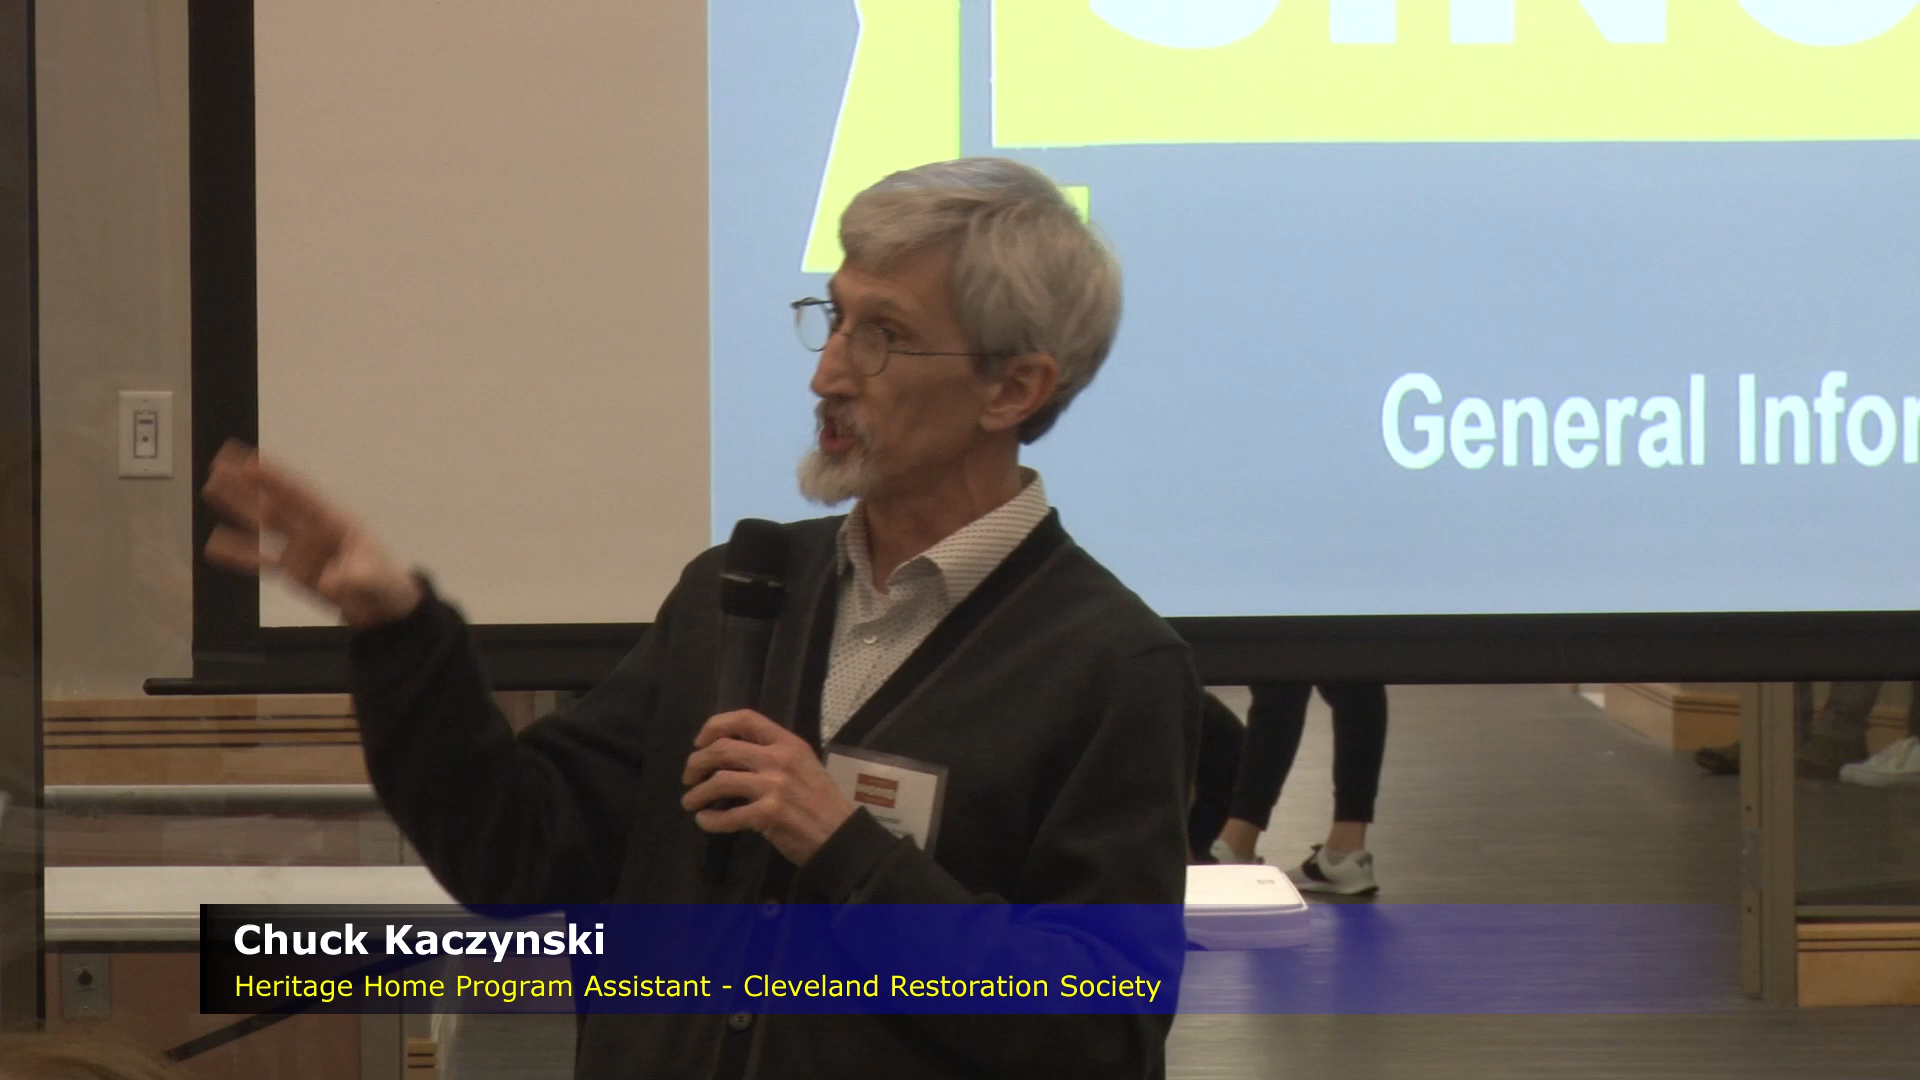 General Infor
Chuck Kaczynski
Heritage Home Program Assistant - Cleveland Restoration Society